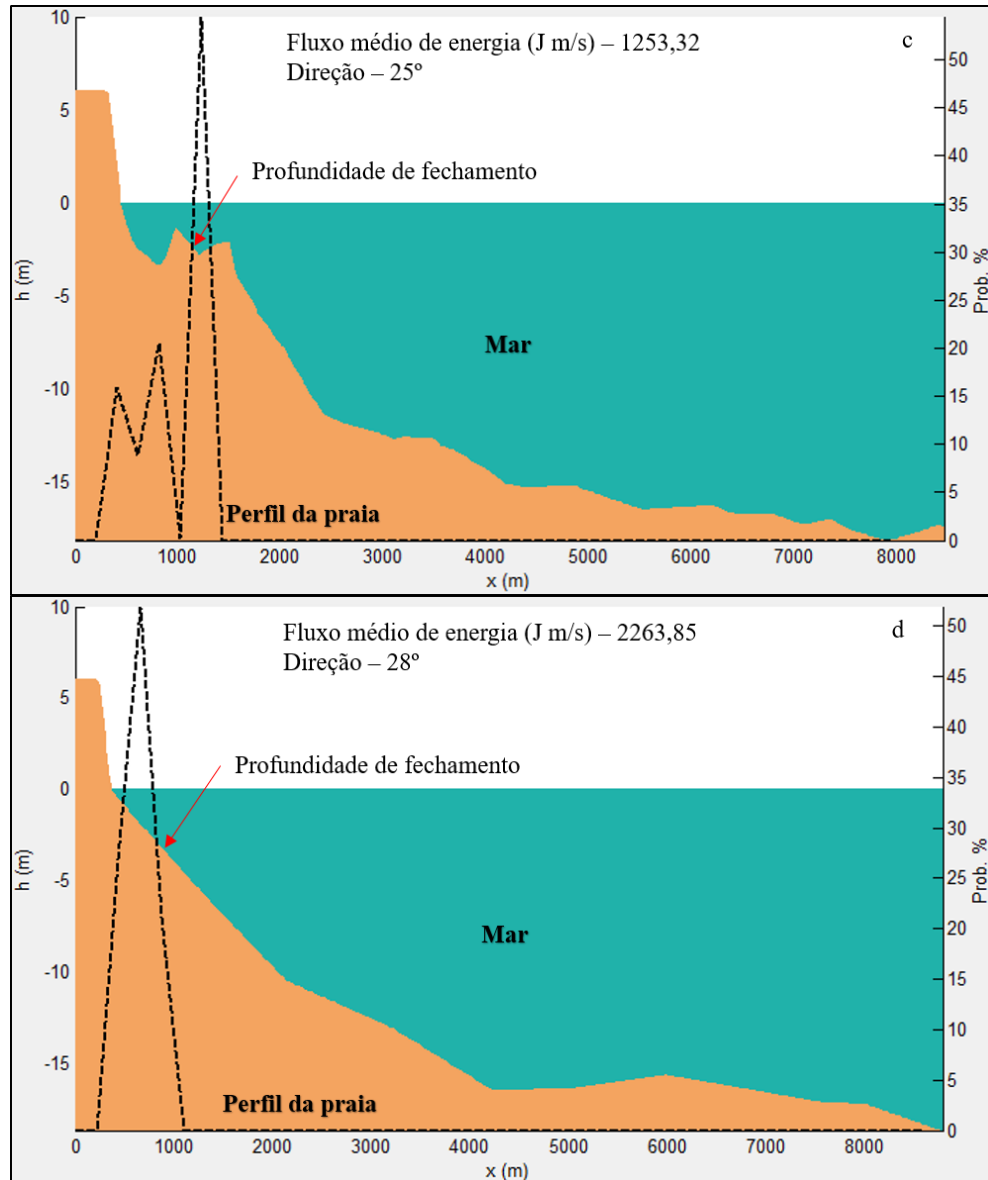 10
Fluxo médio de energia (J m/s) – 1253,32
c
Direção – 25º
50
5
45
40
Profundidade de fechamento
0
35
30
h (m)
Prob. %
-5
25
Mar
20
-10
15
10
-15
Perfil da praia
5
0
0 1000 2000 3000 4000 5000 6000 7000 8000
x (m)
10
Fluxo médio de energia (J m/s) – 2263,85
d
50
Direção – 28º
5
45
40
Profundidade de fechamento
0
35
30
h (m)
Prob. %
-5
25
Mar
20
-10
15
10
-15
Perfil da praia
5
0
0 1000 2000 3000 4000 5000 6000 7000 8000
x (m)